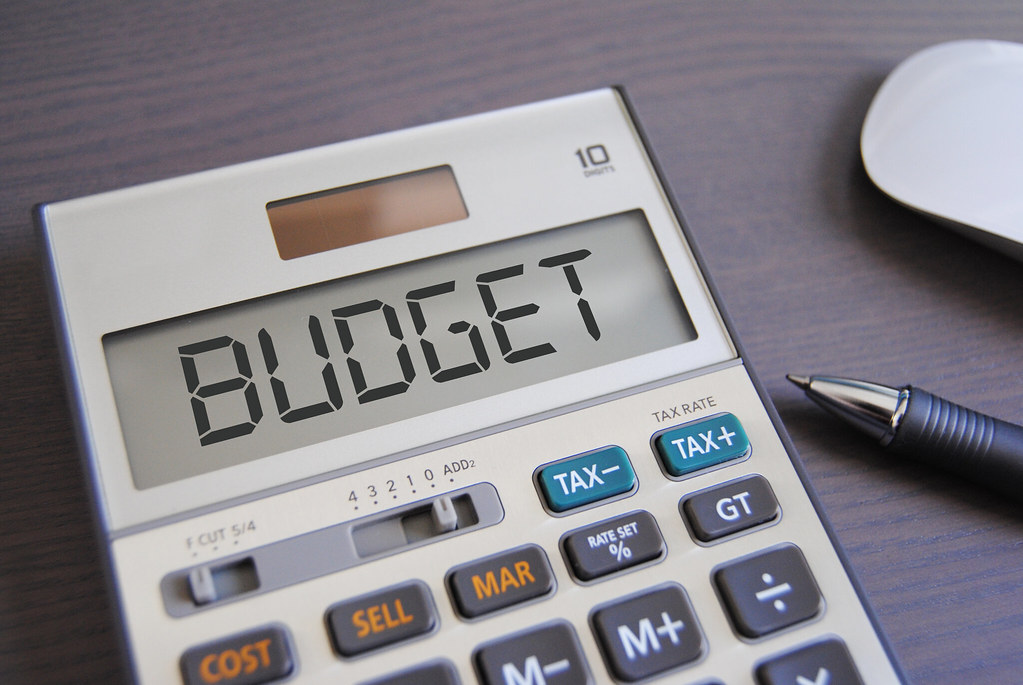 10
DIGITS
BUDGET
TAX RATE
TAX− TAX+
4 3 2 1 0 ADD2
F CUT 5/4
RATE SET
%
GT
COST SELL MAR
M− M+ ÷
×